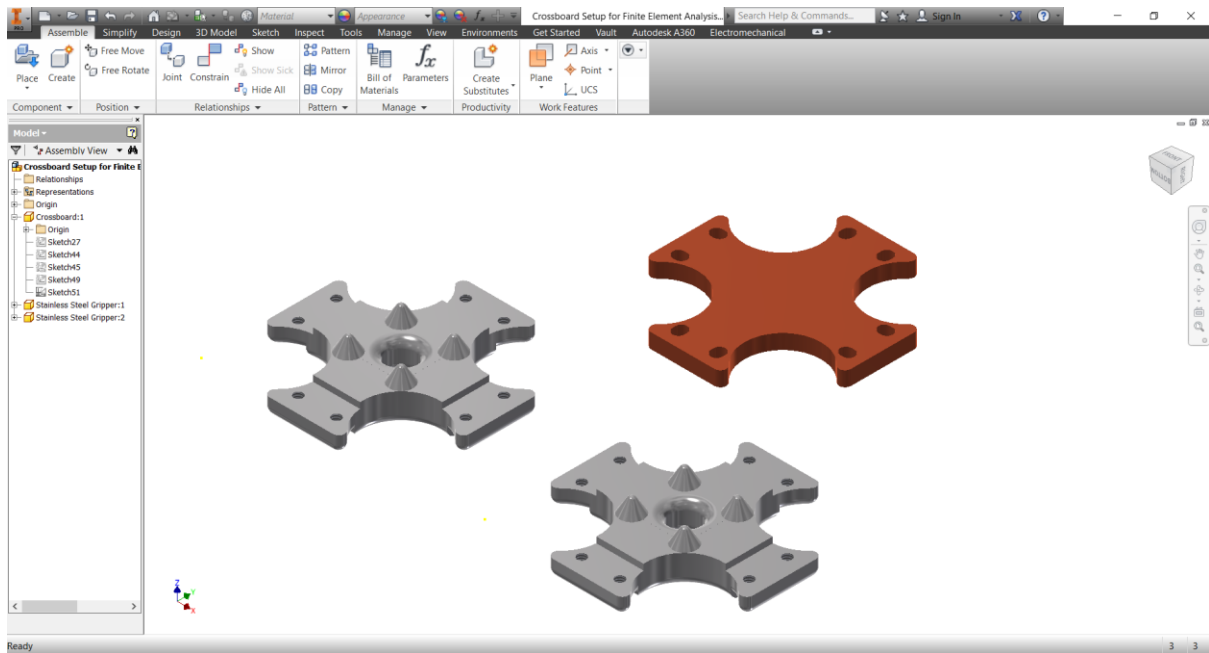 PRO
Material
Appearance
Crossboard Setup for Finite Element Analysis...
Search Help & Commands...
Sign In
Assemble Simplify Design 3D Model Sketch Inspect Tools Manage View Environments Get Started Vault Autodesk A360 Electromechanical
Place
Create
Free Move
Free Rotate
Joint
Constrain
Show
Show Sick
Hide All
Pattern
Mirror
Copy
Bill of
Materials
Parameters
Create
Substitutes
Plane
Axis
Point
UCS
Component Position Relationships Pattern Manage Productivity Work Features
Model
Assembly View
Crossboard Setup for Finite E
Relationships
Representations
Origin
Crossboard:1
Origin
Sketch27
Sketch44
Sketch45
Sketch49
Sketch51
Stainless Steel Gripper:1
Stainless Steel Gripper:2
FRONT
BOTTOM
Z
Y
X
Ready
3 3